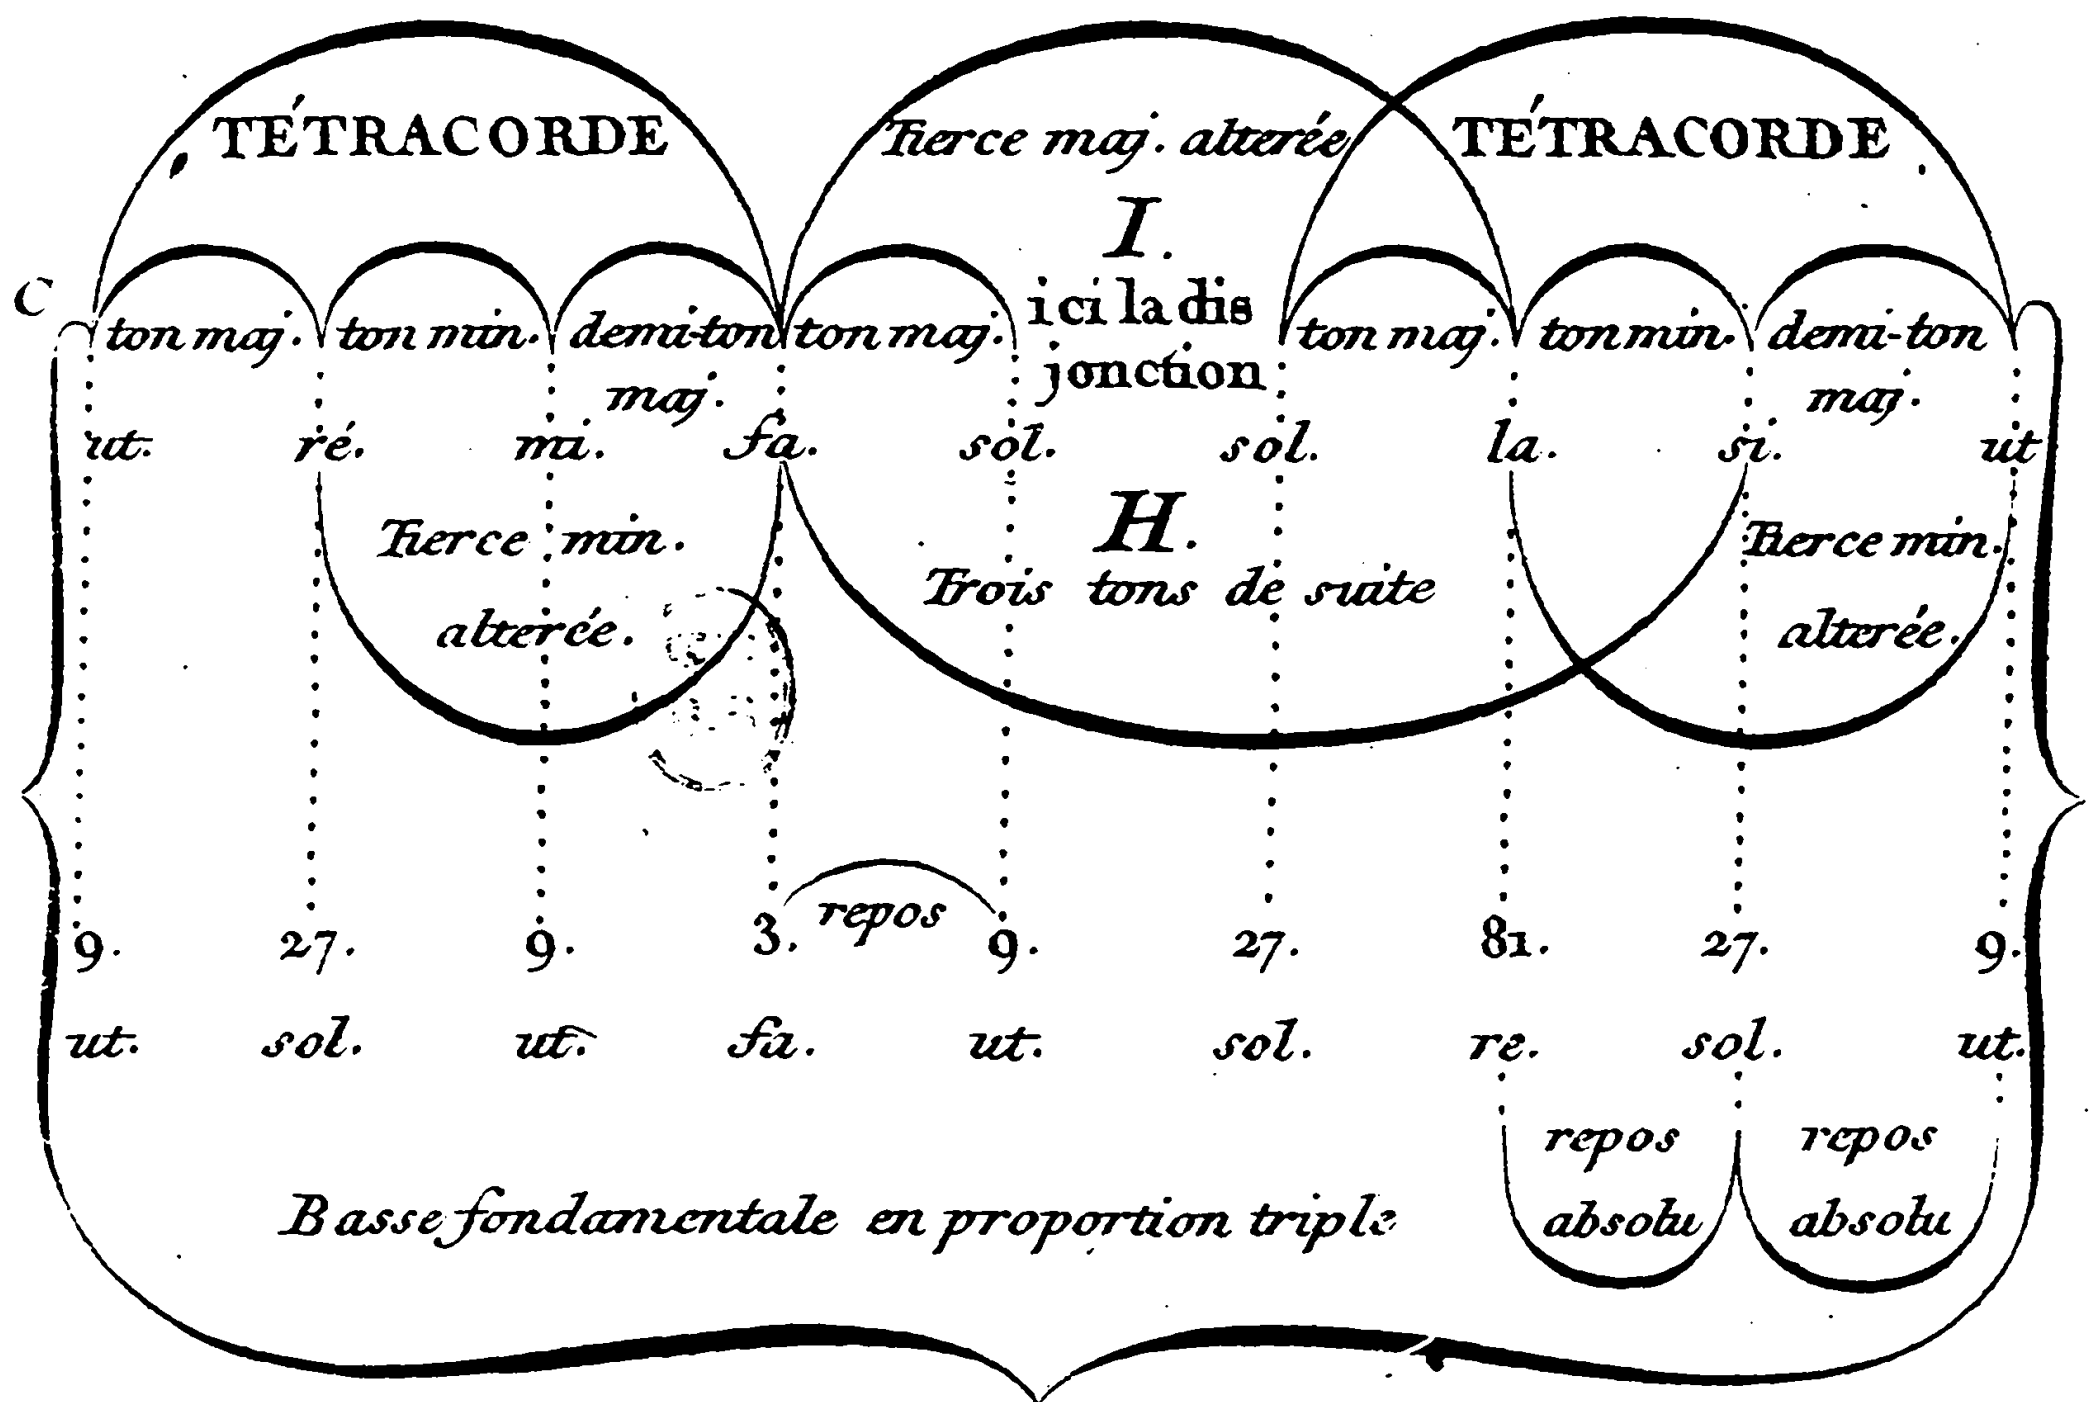 TÉTRACORDE Tierce maj. alterée TÉTRACORDE
I.
C
ton maj. ton min. demi-ton maj. ton maj. ici la dis jonction ton maj. ton min. demi-ton maj.
ut. ré. mi. fa. sol. sol. la. si. ut
H.
Tierce min. alterée. Trois tons de suite Tierce min. alterée.
repos
9. 27. 9. 3. 9. 27. 81. 27. 9.
ut. sol. ut. fa. ut. sol. re. sol. ut.
repos absolu repos absolu
Basse fondamentale en proportion triple